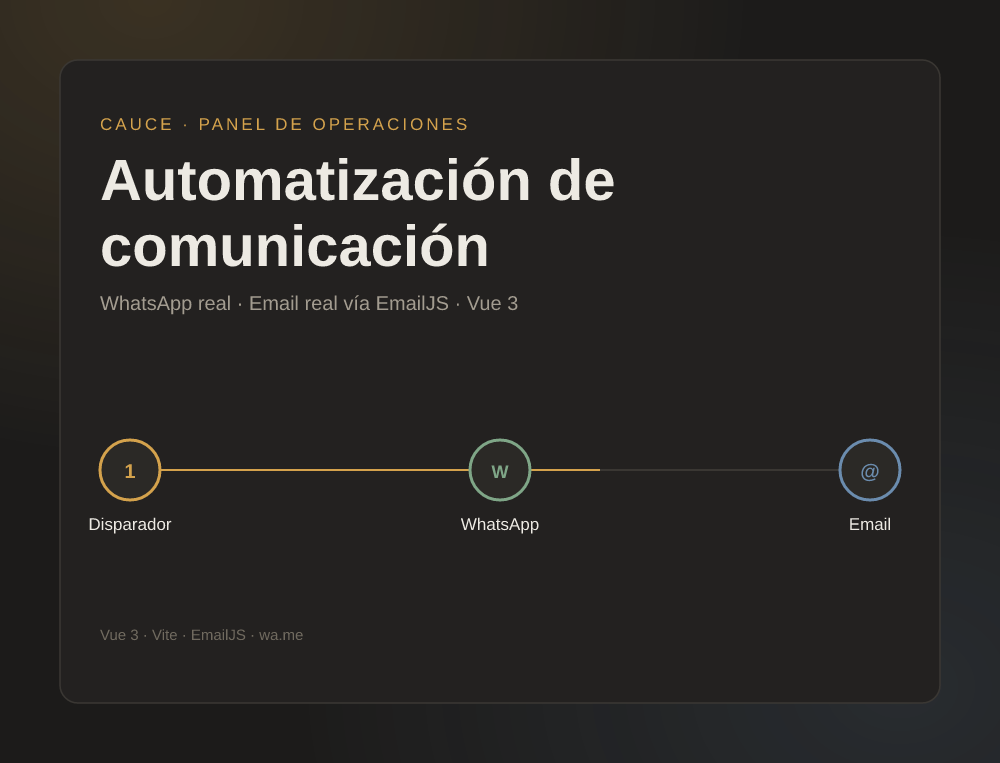 CAUCE · PANEL DE OPERACIONES
Automatización de
comunicación
WhatsApp real · Email real vía EmailJS · Vue 3
1
W
@
Disparador
WhatsApp
Email
Vue 3 · Vite · EmailJS · wa.me